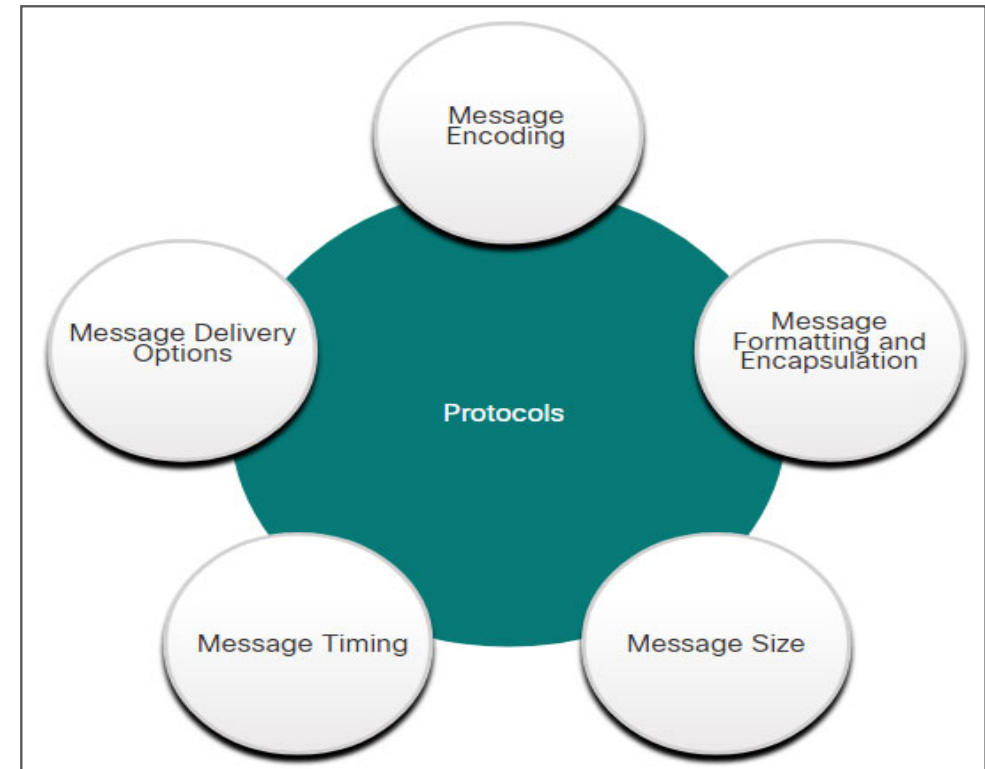 Message
Encoding
Message Delivery
Options
Message
Formatting and
Encapsulation
Protocols
Message Timing
Message Size